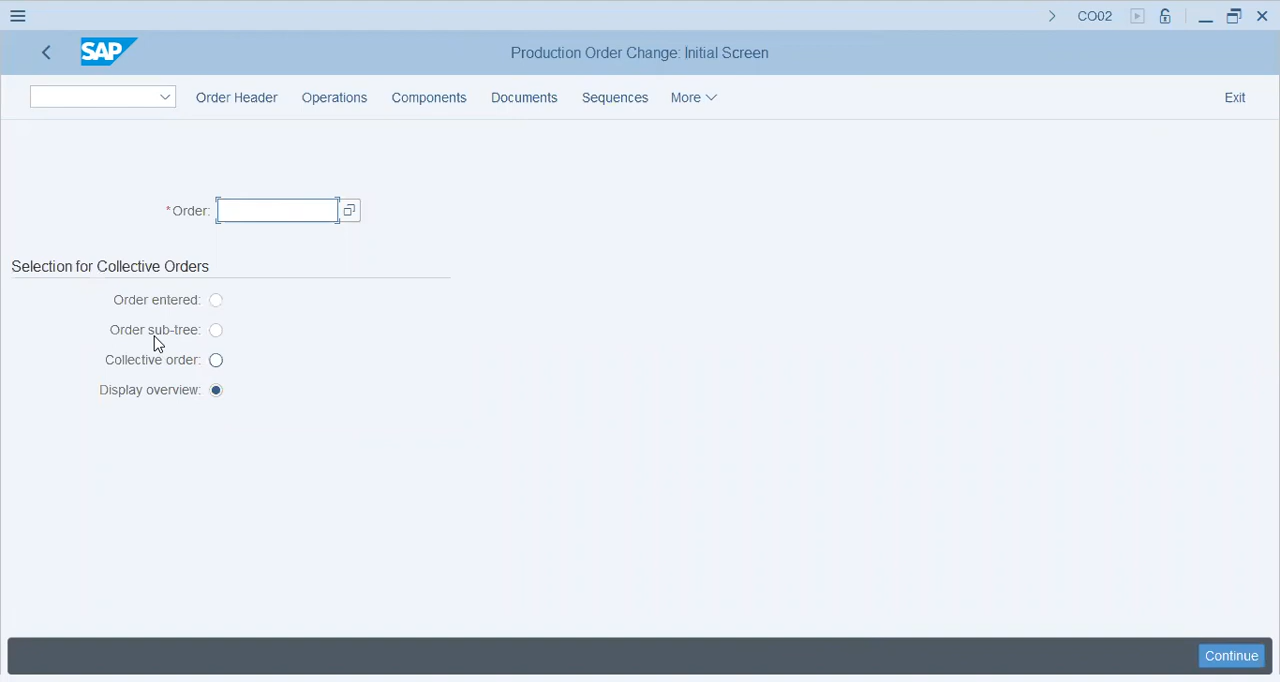 CO02
SAP
Production Order Change: Initial Screen
Order Header Operations Components Documents Sequences More Exit
*Order:
Selection for Collective Orders
Order entered:
Order sub-tree:
Collective order:
Display overview:
Continue